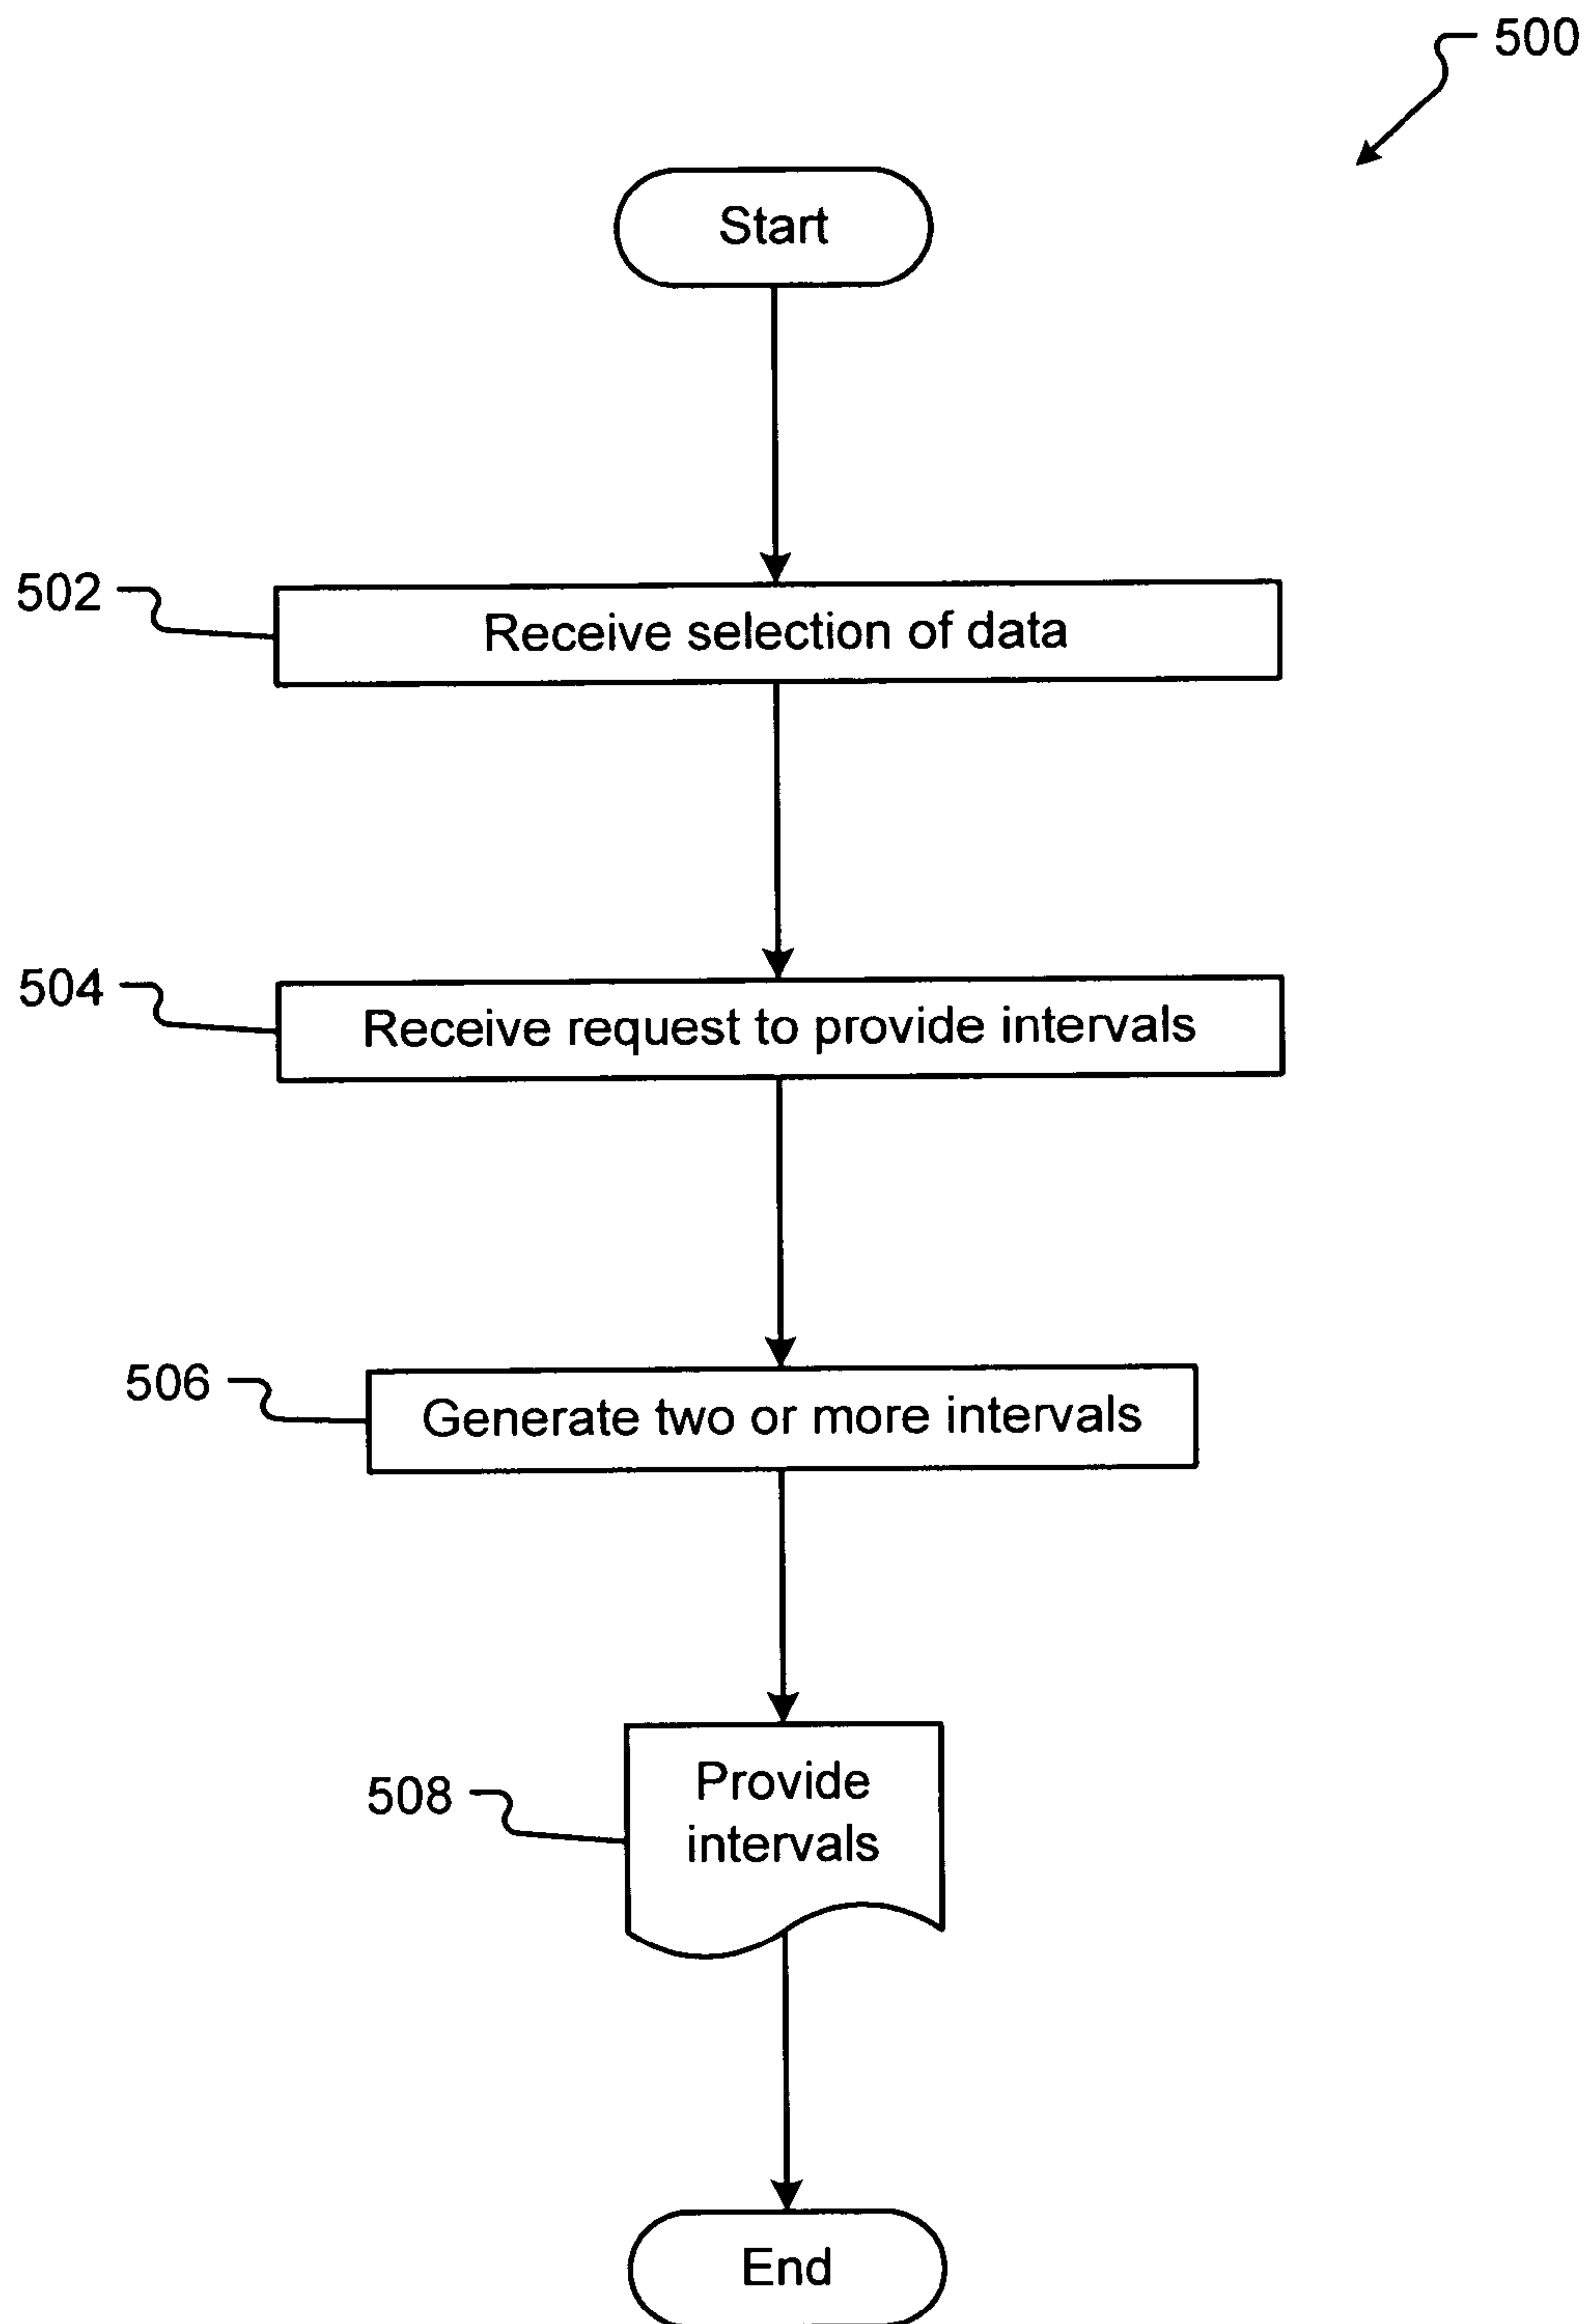 500
Start
502
Receive selection of data
504
Receive request to provide intervals
506
Generate two or more intervals
508
Provide
intervals
End